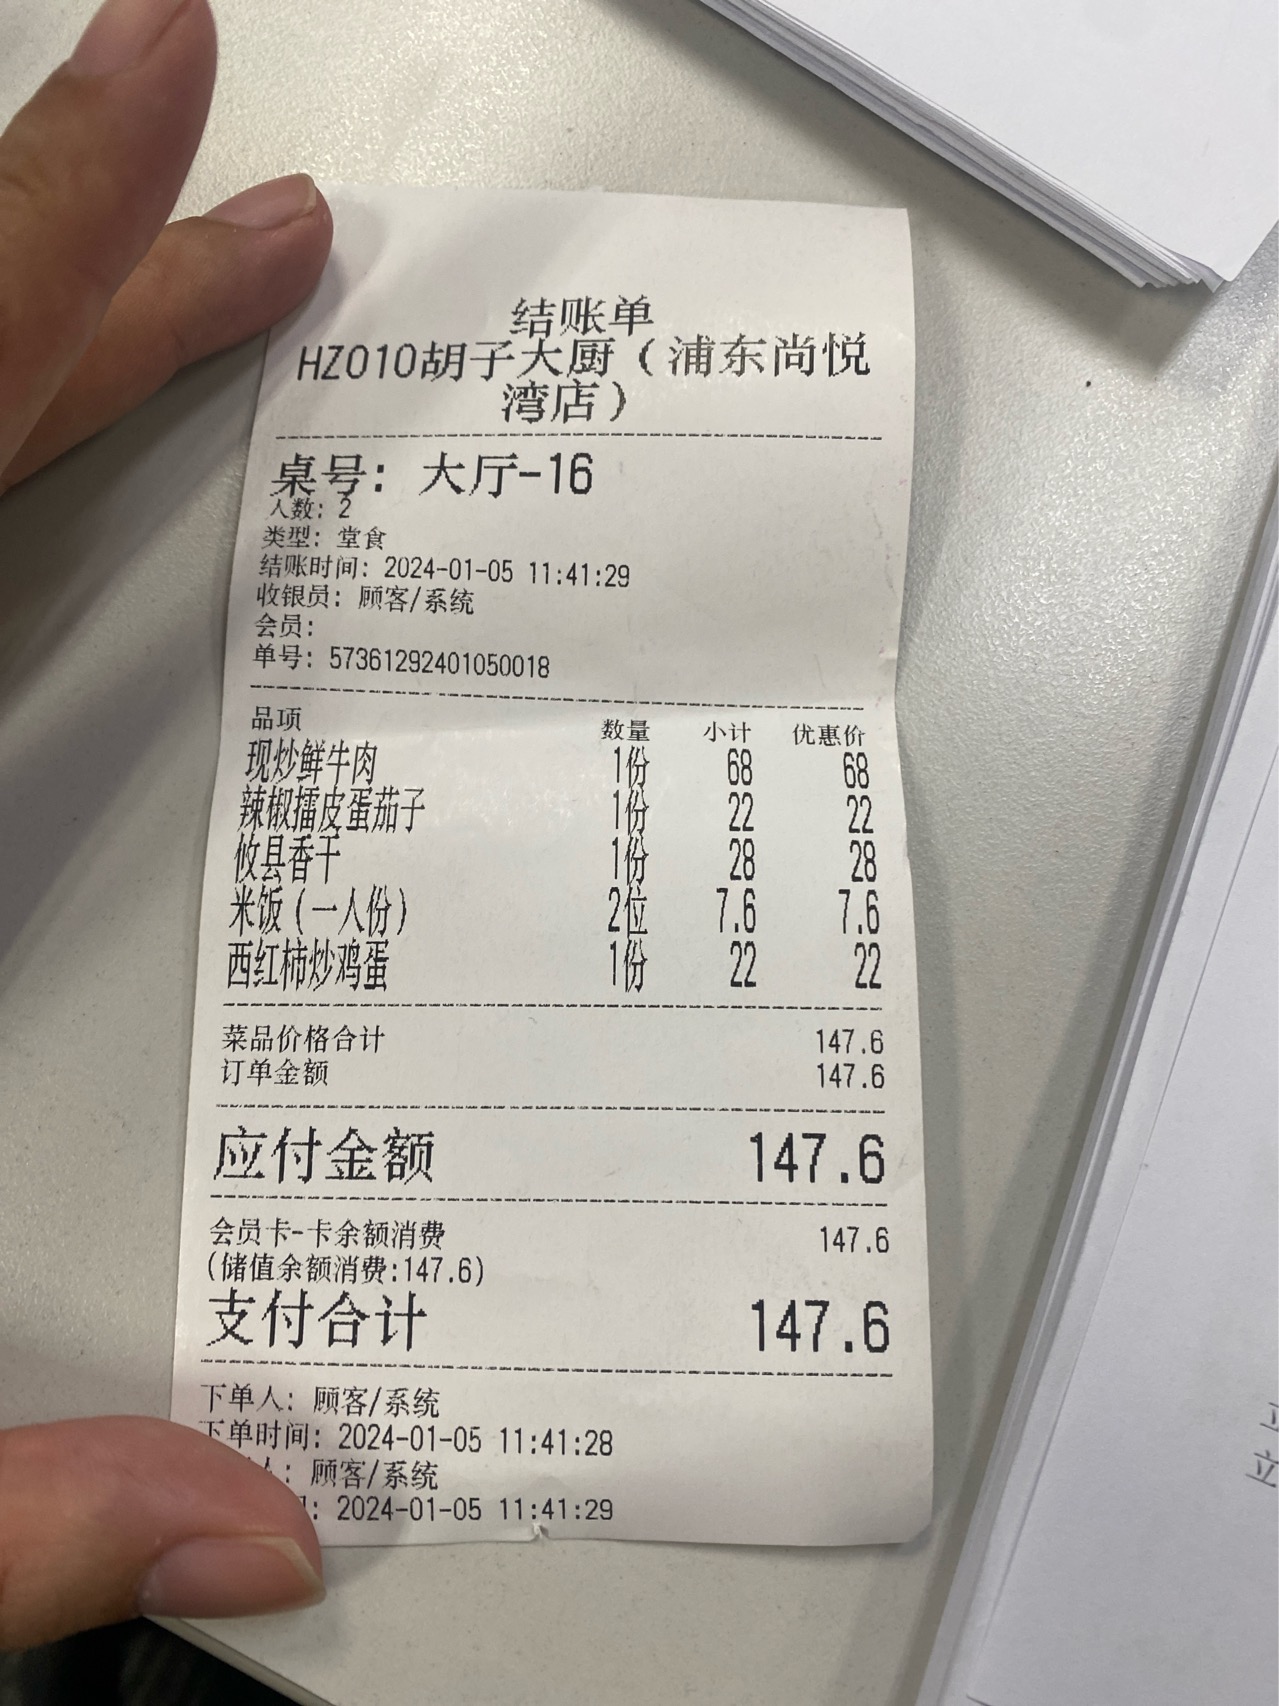 结账单
HZ010胡子大厨（浦东尚悦
湾店）
桌号: 大厅-16
人数: 2
类型: 堂食
结账时间: 2024-01-05 11:41:29
收银员: 顾客/系统
会员:
单号: 57361292401050018
品项 数量 小计 优惠价
现炒鲜牛肉 1份 68 68
辣椒擂皮蛋茄子 1份 22 22
攸县香干 1份 28 28
米饭（一人份） 2位 7.6 7.6
西红柿炒鸡蛋 1份 22 22
菜品价格合计 147.6
订单金额 147.6
应付金额 147.6
会员卡-卡余额消费 147.6
(储值余额消费:147.6)
支付合计 147.6
下单人: 顾客/系统
下单时间: 2024-01-05 11:41:28
人: 顾客/系统
: 2024-01-05 11:41:29
立